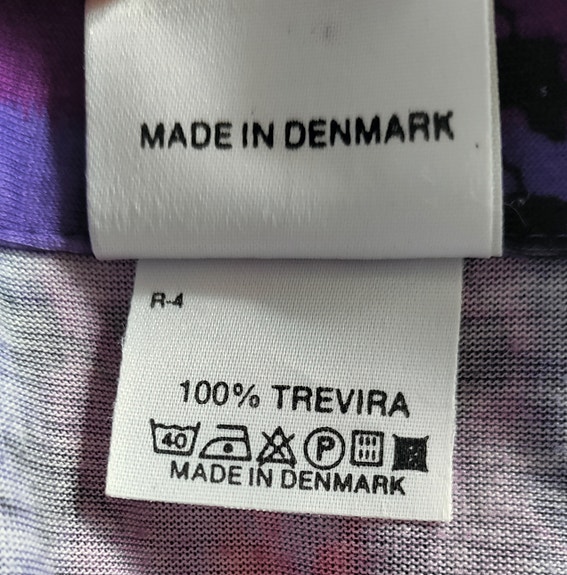 MADE IN DENMARK
R-4
100% TREVIRA
40 P
MADE IN DENMARK